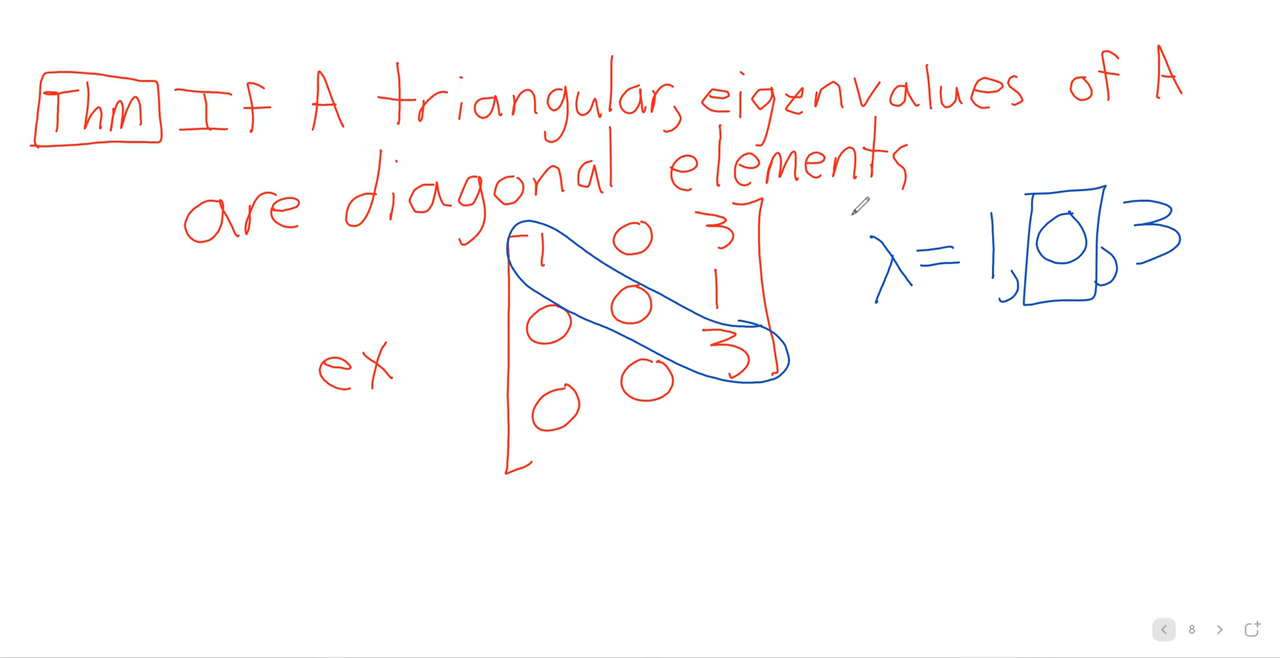 Thm If A triangular, eigenvalues of A
are diagonal elements
1 0 3 λ = 1, 0, 3
0 0 1
ex 0 0 3
8